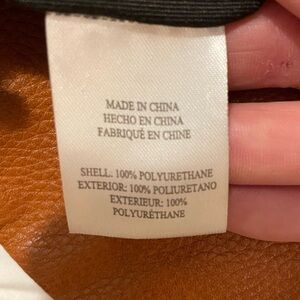 MADE IN CHINA
HECHO EN CHINA
FABRIQUÉ EN CHINE
SHELL: 100% POLYURETHANE
EXTERIOR: 100% POLIURETANO
EXTERIEUR: 100%
POLYURÉTHANE